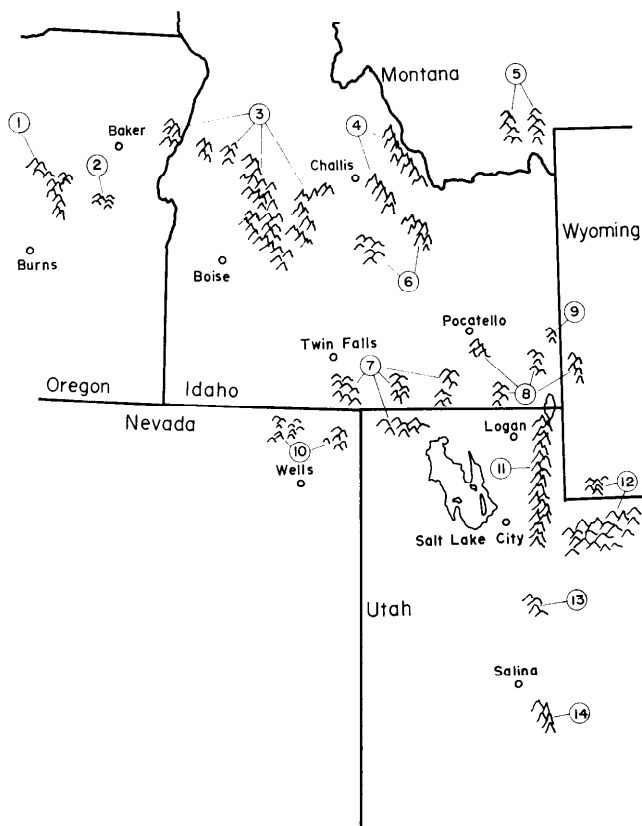 Montana
5
1
3
4
Baker
2
Challis
Wyoming
Burns
Boise
6
9
Pocatello
Twin Falls
7
Oregon
Idaho
8
Nevada
Logan
10
11
Wells
12
Salt Lake City
13
Utah
Salina
14